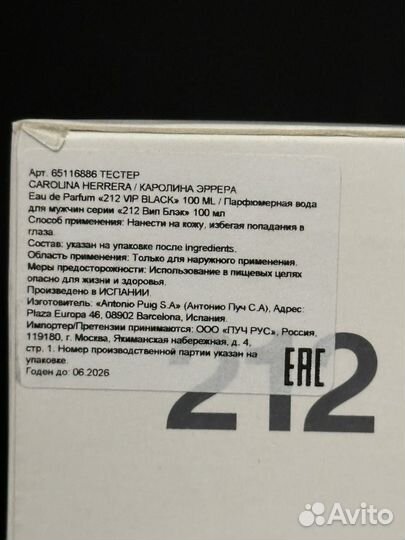 Арт. 65116886 ТЕСТЕР
CAROLINA HERRERA / КАРОЛИНА ЭРРЕРА
Eau de Parfum «212 VIP BLACK» 100 ML / Парфюмерная вода
для мужчин серии «212 Вип Блэк» 100 мл
Способ применения: Нанести на кожу, избегая попадания в
глаза.
Состав: указан на упаковке после ingredients.
Область применения: Только для наружного применения.
Меры предосторожности: Использование в пищевых целях
опасно для жизни и здоровья.
Произведено в ИСПАНИИ.
Изготовитель: «Antonio Puig S.A» (Антонио Пуч С.А), Адрес:
Plaza Europa 46, 08902 Barcelona, Испания.
Импортер/Претензии принимаются: ООО «ПУЧ РУС», Россия,
119180, г. Москва, Якиманская набережная, д. 4,
стр. 1. Номер производственной партии указан на
упаковке.
Годен до: 06.2026
EAC
212
Avito